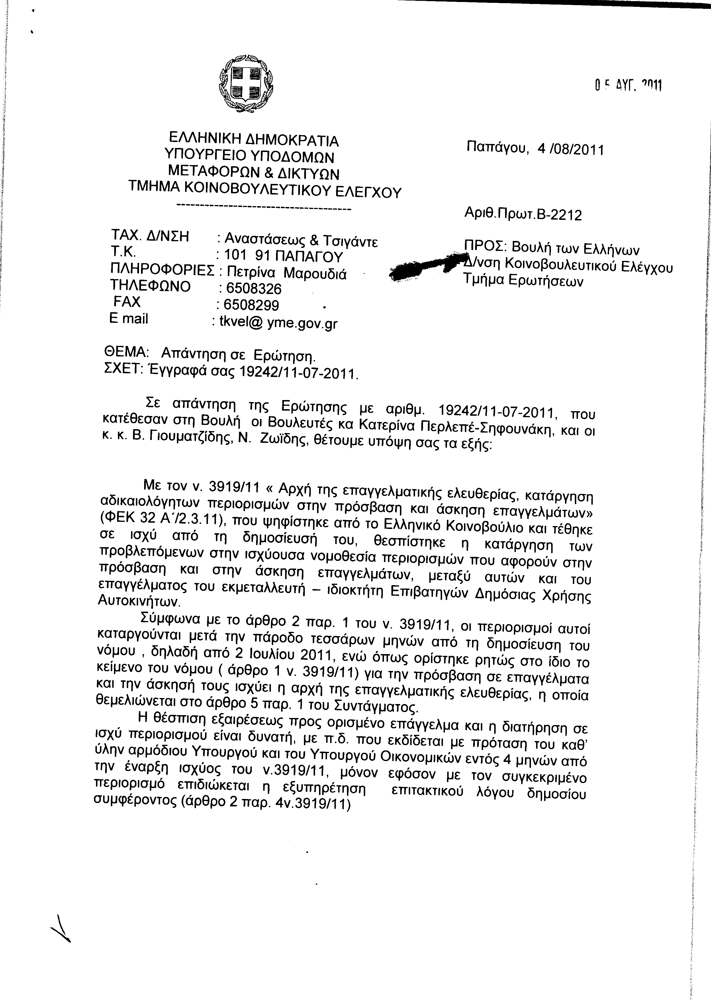 05 ΑΥΓ. 2011
ΕΛΛΗΝΙΚΗ ΔΗΜΟΚΡΑΤΙΑ
ΥΠΟΥΡΓΕΙΟ ΥΠΟΔΟΜΩΝ
ΜΕΤΑΦΟΡΩΝ & ΔΙΚΤΥΩΝ
ΤΜΗΜΑ ΚΟΙΝΟΒΟΥΛΕΥΤΙΚΟΥ ΕΛΕΓΧΟΥ
----------------------------------
Παπάγου, 4 /08/2011
Αριθ.Πρωτ.Β-2212
ΤΑΧ. Δ/ΝΣΗ : Αναστάσεως & Τσιγάντε
Τ.Κ. : 101 91 ΠΑΠΑΓΟΥ
ΠΛΗΡΟΦΟΡΙΕΣ : Πετρίνα Μαρουδιά
ΤΗΛΕΦΩΝΟ : 6508326
FAX : 6508299
E mail : tkvel@ yme.gov.gr
ΠΡΟΣ: Βουλή των Ελλήνων
Δ/νση Κοινοβουλευτικού Ελέγχου
Τμήμα Ερωτήσεων
ΘΕΜΑ: Απάντηση σε Ερώτηση.
ΣΧΕΤ: Έγγραφά σας 19242/11-07-2011.
Σε απάντηση της Ερώτησης με αριθμ. 19242/11-07-2011, που
κατέθεσαν στη Βουλή οι Βουλευτές κα Κατερίνα Περλεπέ-Σηφουνάκη, και οι
κ. κ. Β. Γιουματζίδης, Ν. Ζωϊδης, θέτουμε υπόψη σας τα εξής:
Με τον ν. 3919/11 « Αρχή της επαγγελματικής ελευθερίας, κατάργηση
αδικαιολόγητων περιορισμών στην πρόσβαση και άσκηση επαγγελμάτων»
(ΦΕΚ 32 Α΄/2.3.11), που ψηφίστηκε από το Ελληνικό Κοινοβούλιο και τέθηκε
σε ισχύ από τη δημοσίευσή του, θεσπίστηκε η κατάργηση των
προβλεπόμενων στην ισχύουσα νομοθεσία περιορισμών που αφορούν στην
πρόσβαση και στην άσκηση επαγγελμάτων, μεταξύ αυτών και του
επαγγέλματος του εκμεταλλευτή – ιδιοκτήτη Επιβατηγών Δημόσιας Χρήσης
Αυτοκινήτων.
Σύμφωνα με το άρθρο 2 παρ. 1 του ν. 3919/11, οι περιορισμοί αυτοί
καταργούνται μετά την πάροδο τεσσάρων μηνών από τη δημοσίευση του
νόμου , δηλαδή από 2 Ιουλίου 2011, ενώ όπως ορίστηκε ρητώς στο ίδιο το
κείμενο του νόμου ( άρθρο 1 ν. 3919/11) για την πρόσβαση σε επαγγέλματα
και την άσκησή τους ισχύει η αρχή της επαγγελματικής ελευθερίας, η οποία
θεμελιώνεται στο άρθρο 5 παρ. 1 του Συντάγματος.
Η θέσπιση εξαιρέσεως προς ορισμένο επάγγελμα και η διατήρηση σε
ισχύ περιορισμού είναι δυνατή, με π.δ. που εκδίδεται με πρόταση του καθ’
ύλην αρμόδιου Υπουργού και του Υπουργού Οικονομικών εντός 4 μηνών από
την έναρξη ισχύος του ν.3919/11, μόνον εφόσον με τον συγκεκριμένο
περιορισμό επιδιώκεται η εξυπηρέτηση επιτακτικού λόγου δημοσίου
συμφέροντος (άρθρο 2 παρ. 4ν.3919/11)